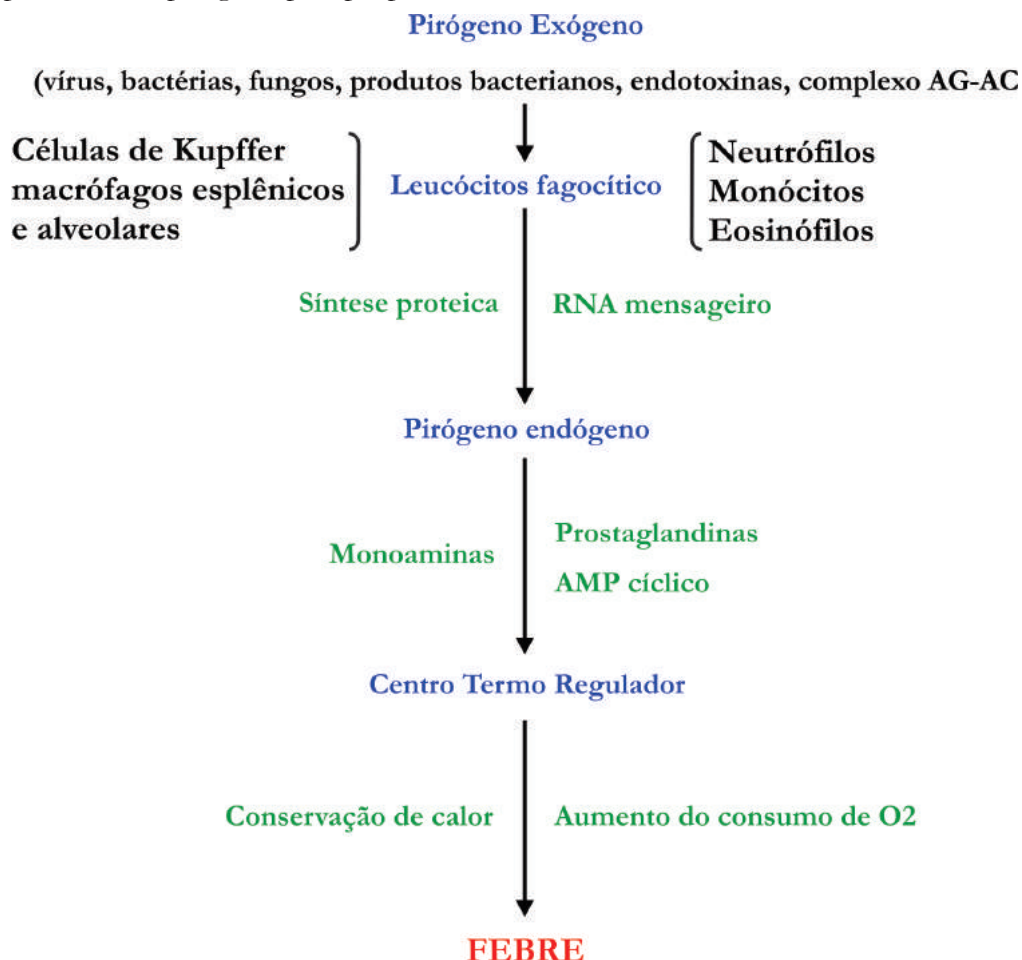 Pirógeno Exógeno
(vírus, bactérias, fungos, produtos bacterianos, endotoxinas, complexo AG-AC
Células de Kupffer
macrófagos esplênicos
e alveolares
Leucócitos fagocítico
Neutrófilos
Monócitos
Eosinófilos
Síntese proteica
RNA mensageiro
Pirógeno endógeno
Monoaminas
Prostaglandinas
AMP cíclico
Centro Termo Regulador
Conservação de calor
Aumento do consumo de O2
FEBRE